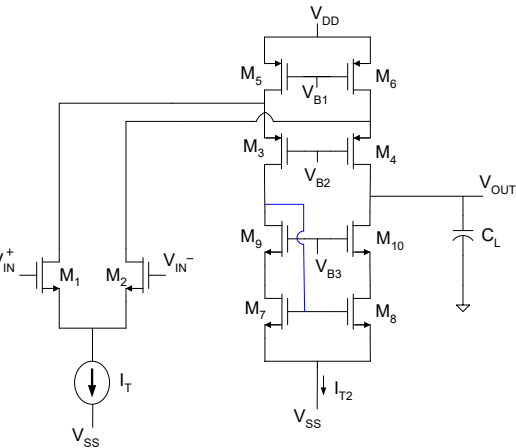 V_DD
M_5
M_6
V_B1
M_3
M_4
V_B2
V_OUT
M_9
M_10
C_L
V_IN^+
M_1
M_2
V_IN^−
V_B3
M_7
M_8
I_T
I_T2
V_SS
V_SS